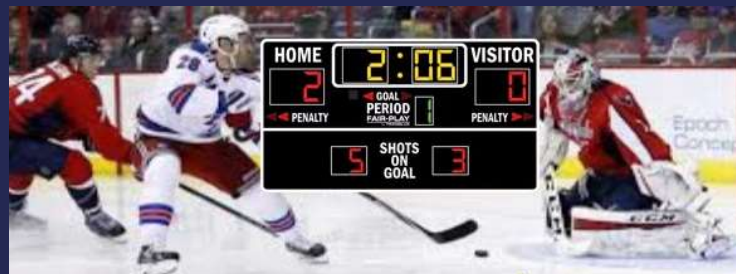 HOME 2:06 VISITOR
2 0
◄ GOAL ►
PERIOD 1
FAIR-PLAY
◄◄ PENALTY PENALTY ►►
5 SHOTS ON GOAL 3
28
Epoch
Concep
CCM